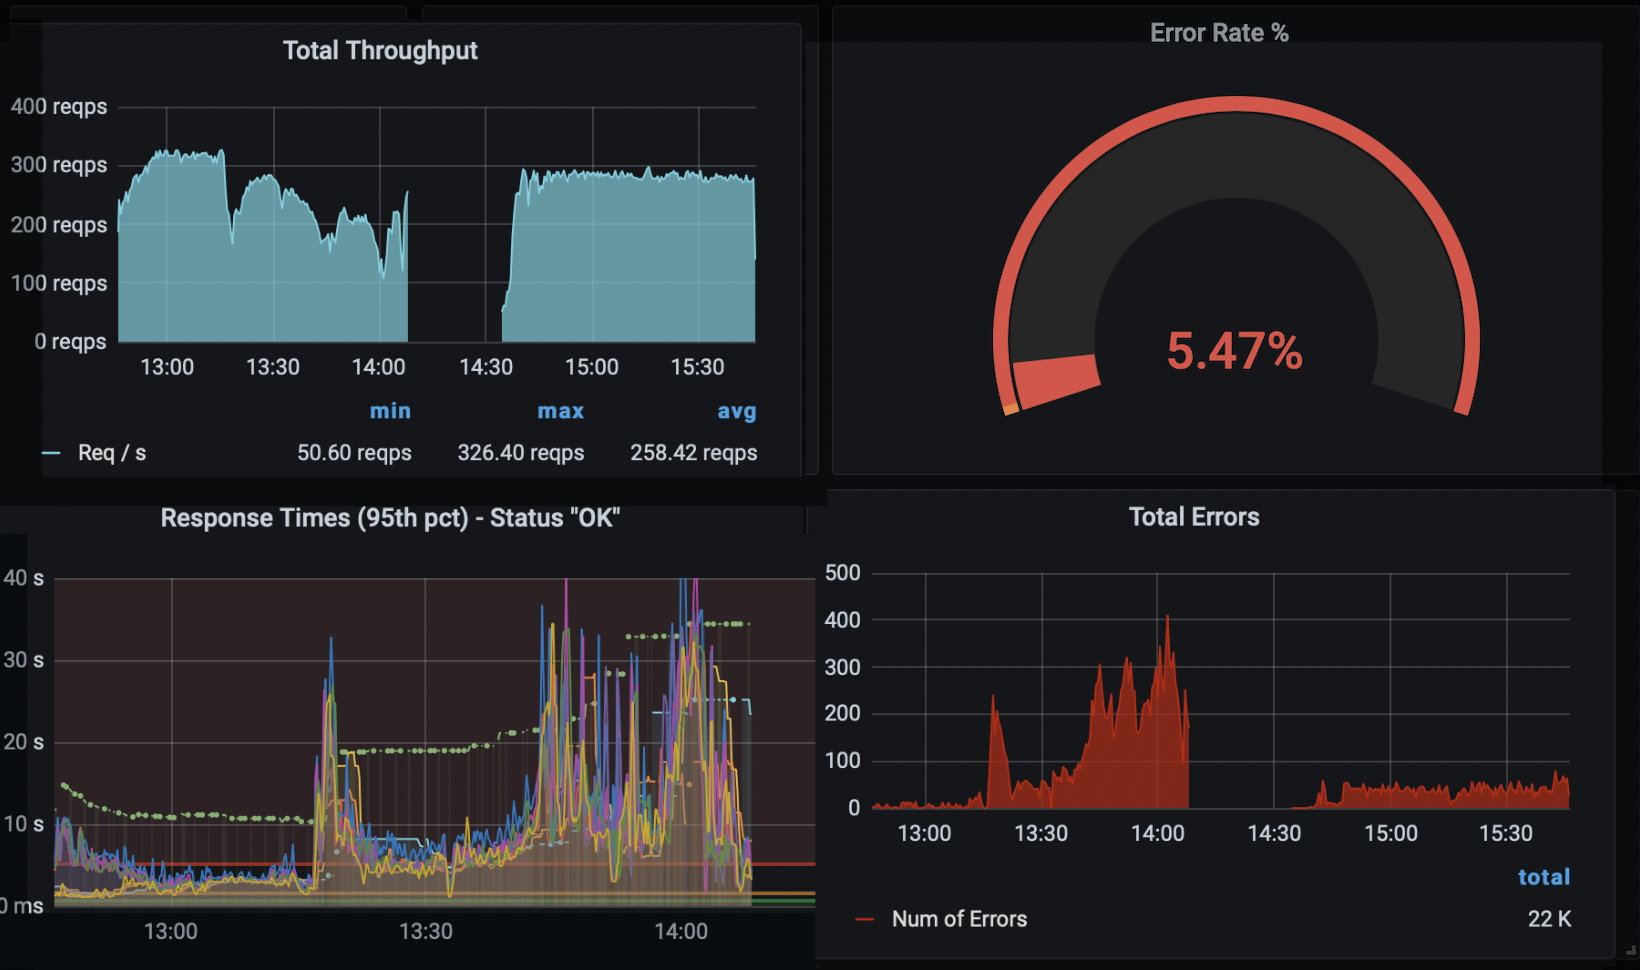 Total Throughput
400 reqps
300 reqps
200 reqps
100 reqps
0 reqps
13:00 13:30 14:00 14:30 15:00 15:30
min max avg
Req / s 50.60 reqps 326.40 reqps 258.42 reqps
Error Rate %
5.47%
Response Times (95th pct) - Status "OK"
40 s
30 s
20 s
10 s
0 ms
13:00 13:30 14:00
Total Errors
500
400
300
200
100
0
13:00 13:30 14:00 14:30 15:00 15:30
total
Num of Errors 22 K